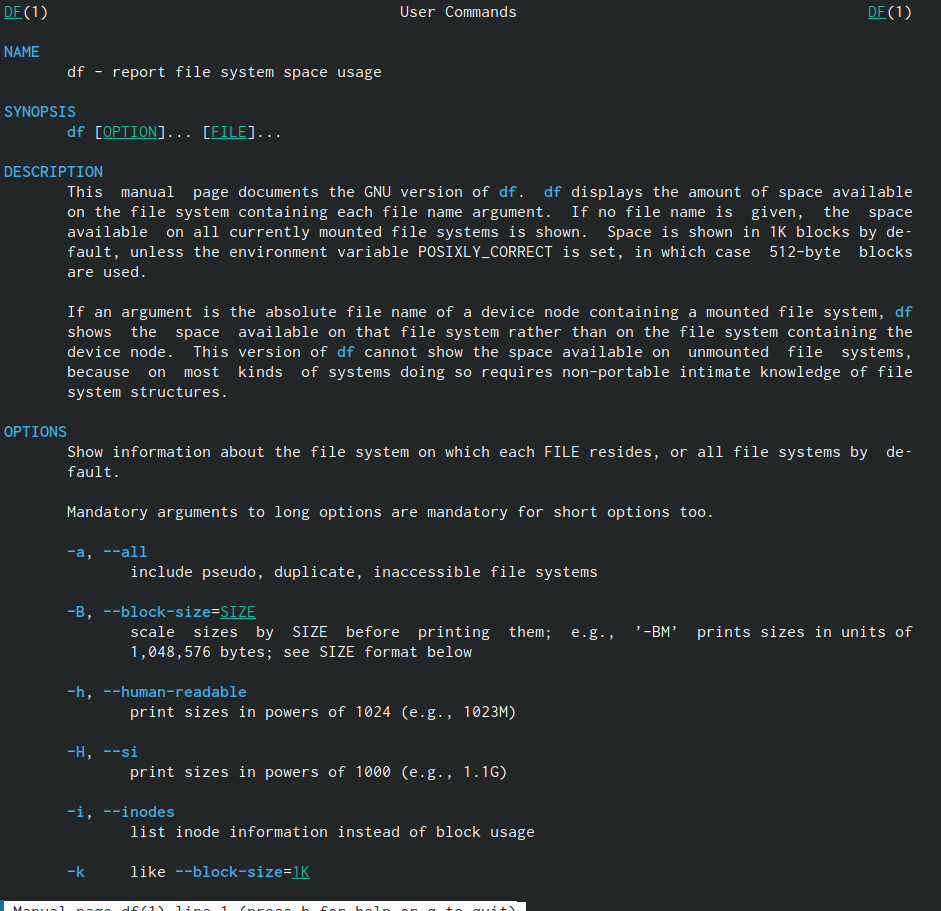 DF(1) User Commands DF(1)
NAME
df - report file system space usage
SYNOPSIS
df [OPTION]... [FILE]...
DESCRIPTION
This manual page documents the GNU version of df. df displays the amount of space available
on the file system containing each file name argument. If no file name is given, the space
available on all currently mounted file systems is shown. Space is shown in 1K blocks by de-
fault, unless the environment variable POSIXLY_CORRECT is set, in which case 512-byte blocks
are used.
If an argument is the absolute file name of a device node containing a mounted file system, df
shows the space available on that file system rather than on the file system containing the
device node. This version of df cannot show the space available on unmounted file systems,
because on most kinds of systems doing so requires non-portable intimate knowledge of file
system structures.
OPTIONS
Show information about the file system on which each FILE resides, or all file systems by de-
fault.
Mandatory arguments to long options are mandatory for short options too.
-a, --all
include pseudo, duplicate, inaccessible file systems
-B, --block-size=SIZE
scale sizes by SIZE before printing them; e.g., ’-BM’ prints sizes in units of
1,048,576 bytes; see SIZE format below
-h, --human-readable
print sizes in powers of 1024 (e.g., 1023M)
-H, --si
print sizes in powers of 1000 (e.g., 1.1G)
-i, --inodes
list inode information instead of block usage
-k like --block-size=1K
Manual page df(1) line 1 (press h for help or q to quit)